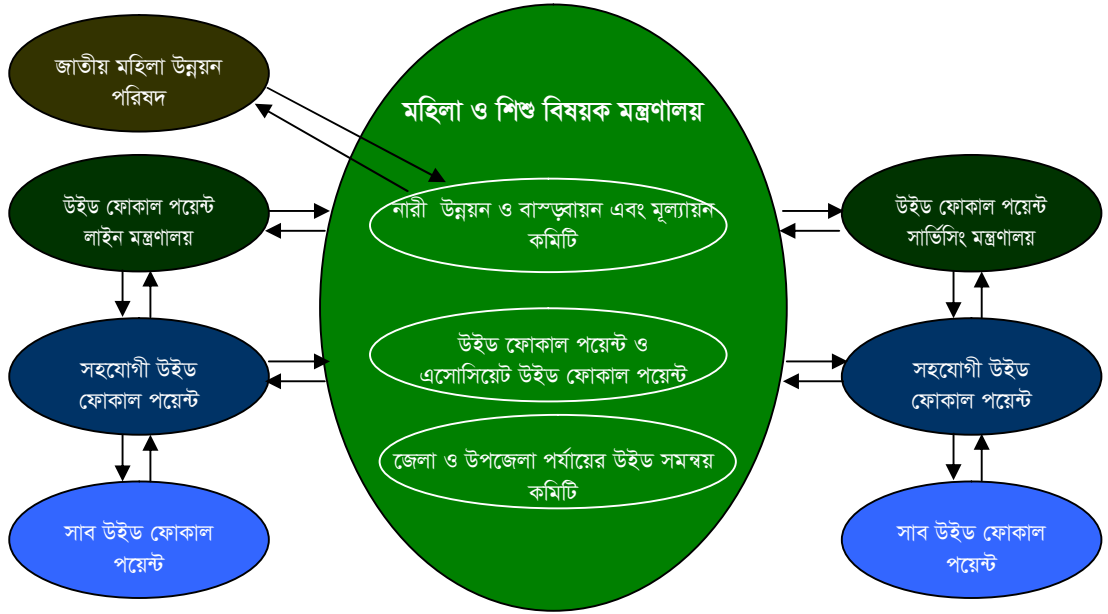 জাতীয় মহিলা উন্নয়ন
পরিষদ
মহিলা ও শিশু বিষয়ক মন্ত্রণালয়
উইড ফোকাল পয়েন্ট
লাইন মন্ত্রণালয়
নারী উন্নয়ন ও বাস্ড়বায়ন এবং মূল্যায়ন
কমিটি
উইড ফোকাল পয়েন্ট
সার্ভিসিং মন্ত্রণালয়
সহযোগী উইড
ফোকাল পয়েন্ট
উইড ফোকাল পয়েন্ট ও
এসোসিয়েট উইড ফোকাল পয়েন্ট
সহযোগী উইড
ফোকাল পয়েন্ট
জেলা ও উপজেলা পর্যায়ের উইড সমন্বয়
কমিটি
সাব উইড ফোকাল
পয়েন্ট
সাব উইড ফোকাল
পয়েন্ট